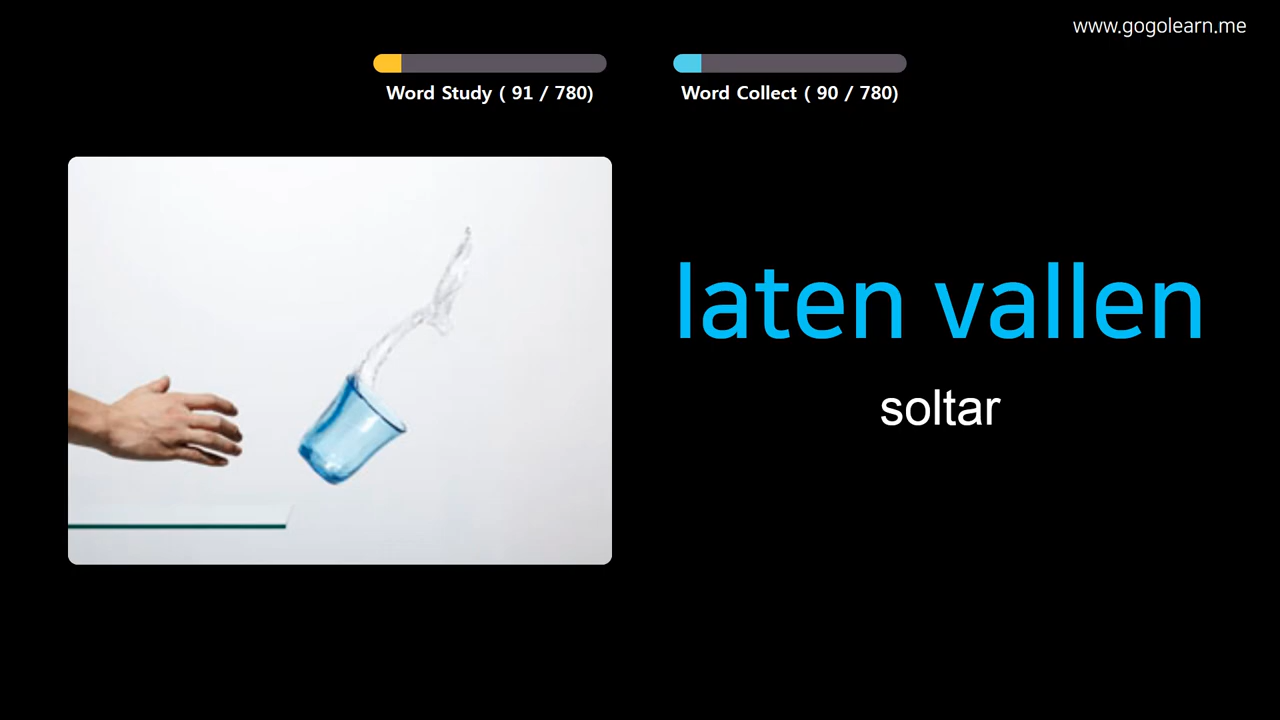 www.gogolearn.me
Word Study ( 91 / 780)
Word Collect ( 90 / 780)
laten vallen
soltar